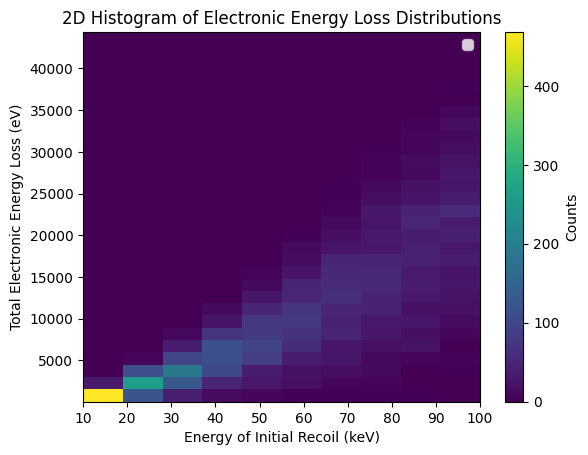 2D Histogram of Electronic Energy Loss Distributions
Total Electronic Energy Loss (eV)
40000
35000
30000
25000
20000
15000
10000
5000
10 20 30 40 50 60 70 80 90 100
Energy of Initial Recoil (keV)
400
300
200
100
0
Counts